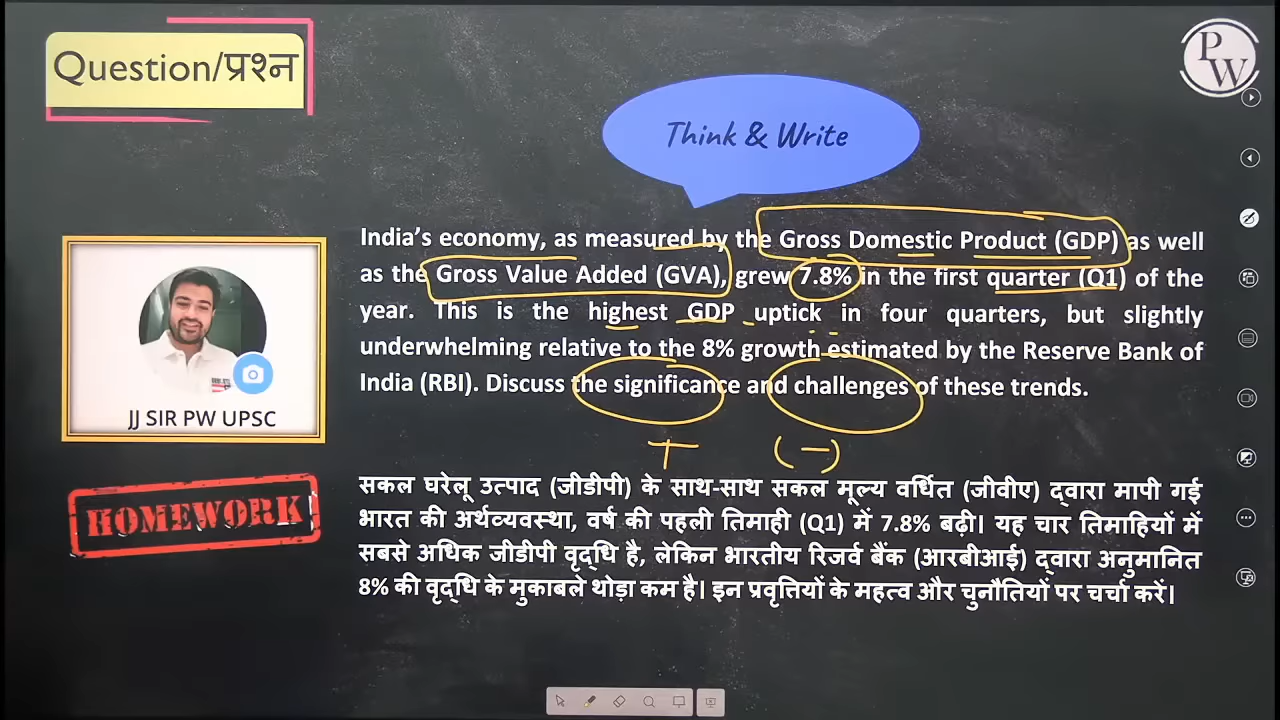 Question/प्रश्न
PW
Think & Write
India's economy, as measured by the Gross Domestic Product (GDP) as well
as the Gross Value Added (GVA), grew 7.8% in the first quarter (Q1) of the
year. This is the highest GDP uptick in four quarters, but slightly
underwhelming relative to the 8% growth estimated by the Reserve Bank of
India (RBI). Discuss the significance and challenges of these trends.
+ (-)
JJ SIR PW UPSC
HOMEWORK
सकल घरेलू उत्पाद (जीडीपी) के साथ-साथ सकल मूल्य वर्धित (जीवीए) द्वारा मापी गई
भारत की अर्थव्यवस्था, वर्ष की पहली तिमाही (Q1) में 7.8% बढ़ी। यह चार तिमाहियों में
सबसे अधिक जीडीपी वृद्धि है, लेकिन भारतीय रिजर्व बैंक (आरबीआई) द्वारा अनुमानित
8% की वृद्धि के मुकाबले थोड़ा कम है। इन प्रवृत्तियों के महत्व और चुनौतियों पर चर्चा करें।